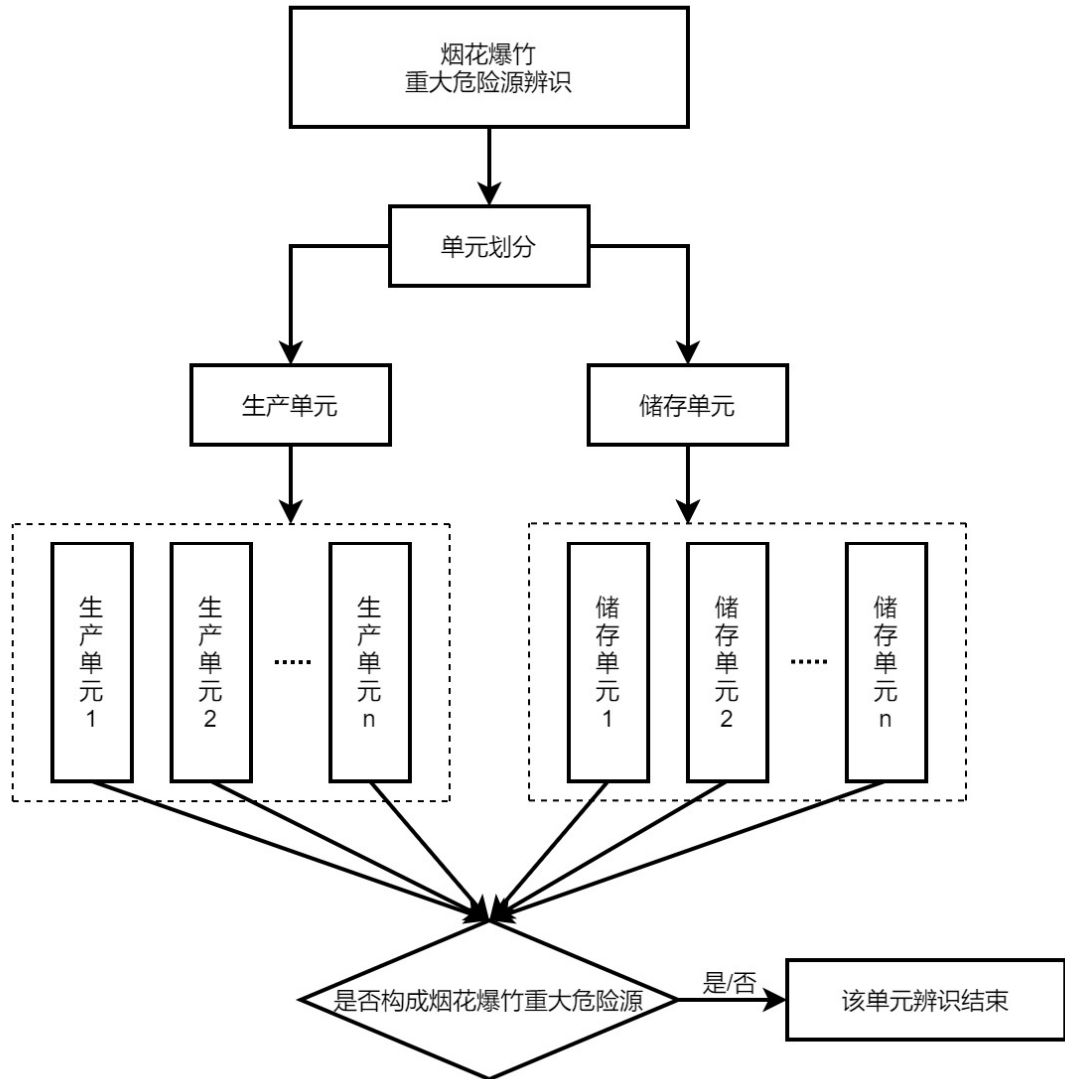 烟花爆竹
重大危险源辨识
单元划分
生产单元
储存单元
生产单元1
生产单元2
......
生产单元n
储存单元1
储存单元2
......
储存单元n
是否构成烟花爆竹重大危险源
是/否
该单元辨识结束